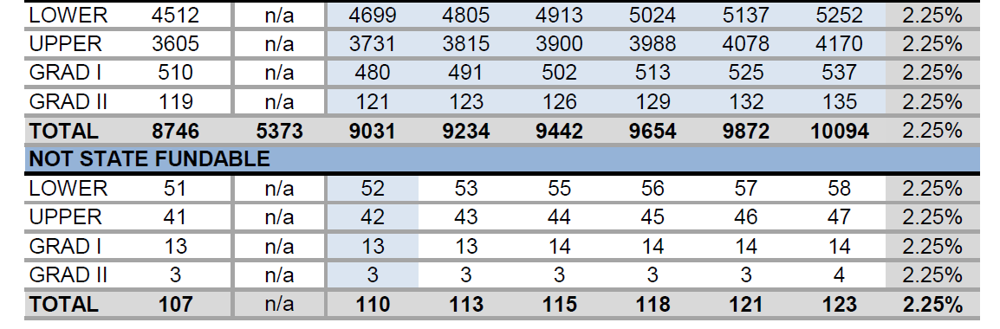 LOWER 4512 n/a 4699 4805 4913 5024 5137 5252 2.25%
UPPER 3605 n/a 3731 3815 3900 3988 4078 4170 2.25%
GRAD I 510 n/a 480 491 502 513 525 537 2.25%
GRAD II 119 n/a 121 123 126 129 132 135 2.25%
TOTAL 8746 5373 9031 9234 9442 9654 9872 10094 2.25%
NOT STATE FUNDABLE
LOWER 51 n/a 52 53 55 56 57 58 2.25%
UPPER 41 n/a 42 43 44 45 46 47 2.25%
GRAD I 13 n/a 13 13 14 14 14 14 2.25%
GRAD II 3 n/a 3 3 3 3 3 4 2.25%
TOTAL 107 n/a 110 113 115 118 121 123 2.25%